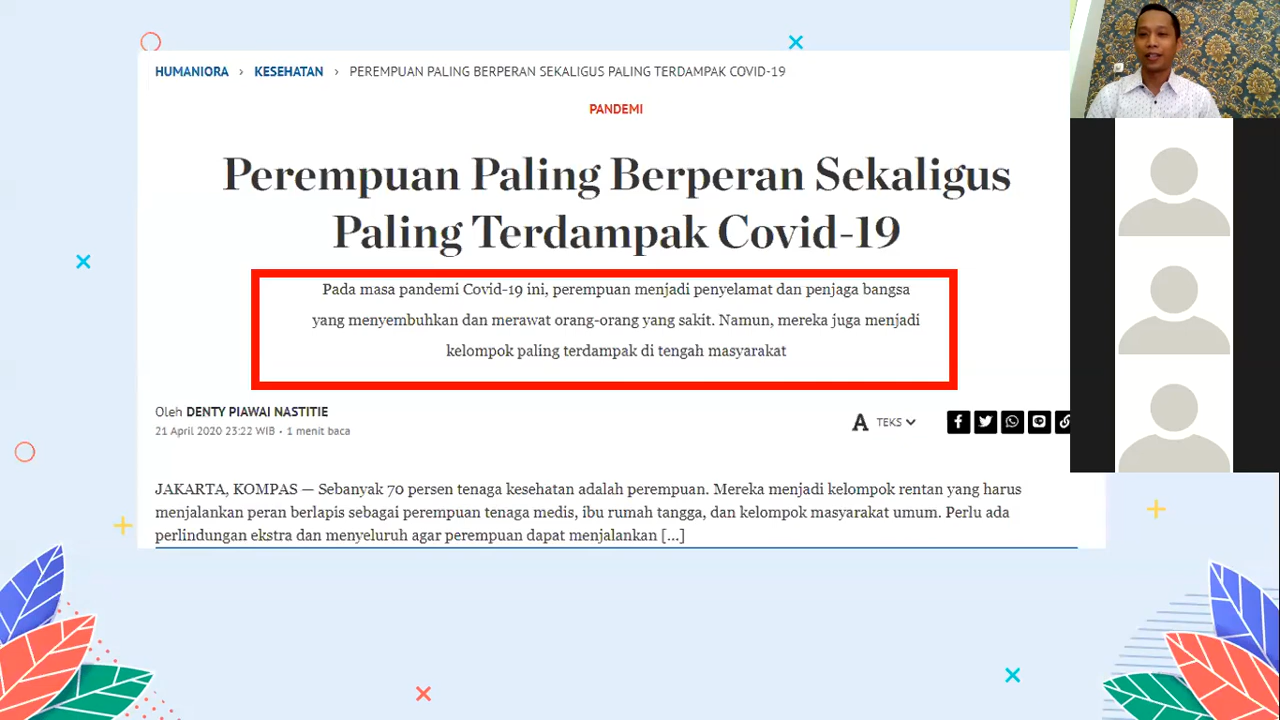 HUMANIORA › KESEHATAN › PEREMPUAN PALING BERPERAN SEKALIGUS PALING TERDAMPAK COVID-19
PANDEMI
Perempuan Paling Berperan Sekaligus
Paling Terdampak Covid-19
Pada masa pandemi Covid-19 ini, perempuan menjadi penyelamat dan penjaga bangsa
yang menyembuhkan dan merawat orang-orang yang sakit. Namun, mereka juga menjadi
kelompok paling terdampak di tengah masyarakat
Oleh DENTY PIAWAI NASTITIE
21 April 2020 23:22 WIB • 1 menit baca
A TEKS
JAKARTA, KOMPAS — Sebanyak 70 persen tenaga kesehatan adalah perempuan. Mereka menjadi kelompok rentan yang harus
menjalankan peran berlapis sebagai perempuan tenaga medis, ibu rumah tangga, dan kelompok masyarakat umum. Perlu ada
perlindungan ekstra dan menyeluruh agar perempuan dapat menjalankan [...]